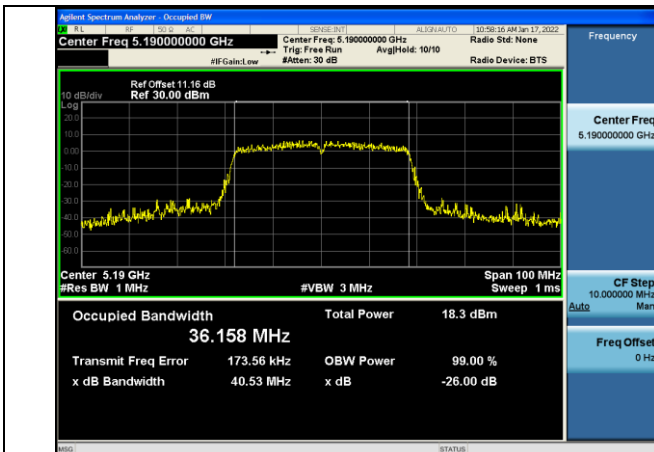 Agilent Spectrum Analyzer - Occupied BW
RL RF 50 Ω AC SENSE:INT ALIGNAUTO 10:58:16 AM Jan 17, 2022
Center Freq 5.190000000 GHz
Center Freq: 5.190000000 GHz
Radio Std: None
Trig: Free Run Avg|Hold: 10/10
#IFGain:Low
#Atten: 30 dB
Radio Device: BTS
Ref Offset 11.16 dB
10 dB/div Ref 30.00 dBm
Log
20.0
10.0
0.00
-10.0
-20.0
-30.0
-40.0
-50.0
-60.0
Center 5.19 GHz Span 100 MHz
#Res BW 1 MHz #VBW 3 MHz Sweep 1 ms
Occupied Bandwidth Total Power 18.3 dBm
36.158 MHz
Transmit Freq Error 173.56 kHz OBW Power 99.00 %
x dB Bandwidth 40.53 MHz x dB -26.00 dB
MSG STATUS
Frequency
Center Freq
5.190000000 GHz
CF Step
10.000000 MHz
Auto Man
Freq Offset
0 Hz